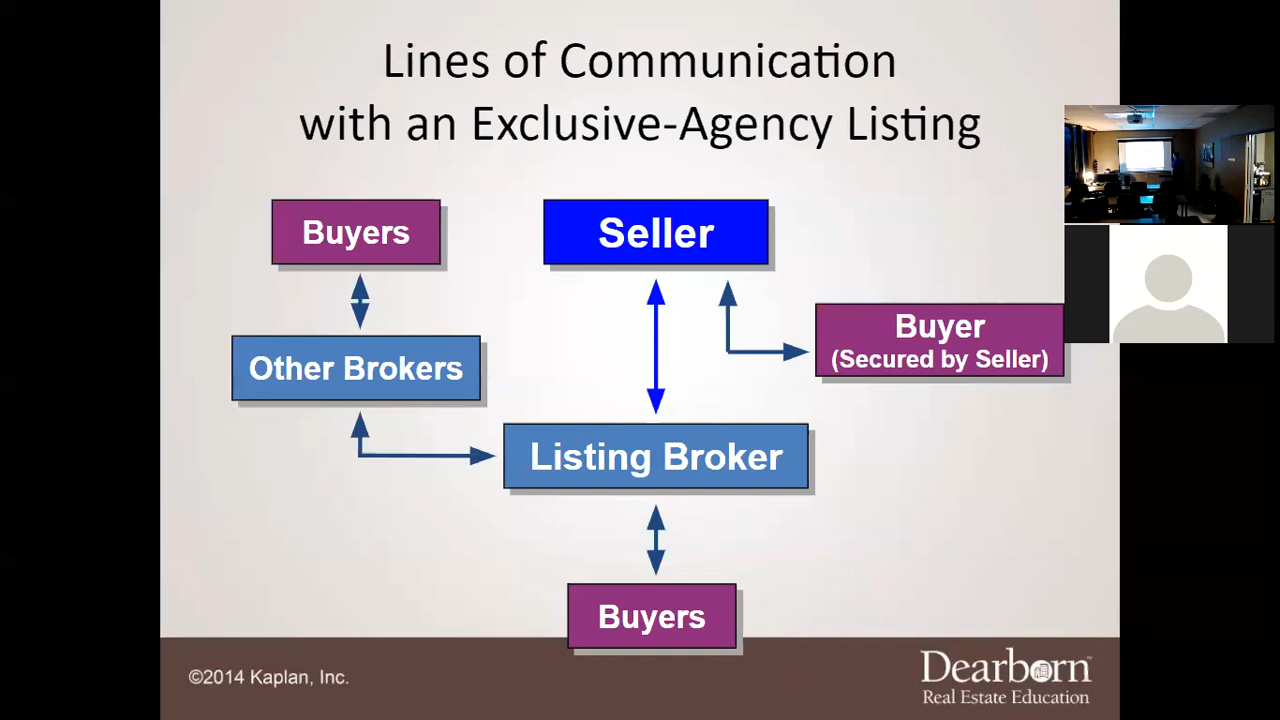 Lines of Communication
with an Exclusive-Agency Listing
Buyers
Seller
Buyer
(Secured by Seller)
Other Brokers
Listing Broker
Buyers
©2014 Kaplan, Inc.
Dearborn™
Real Estate Education